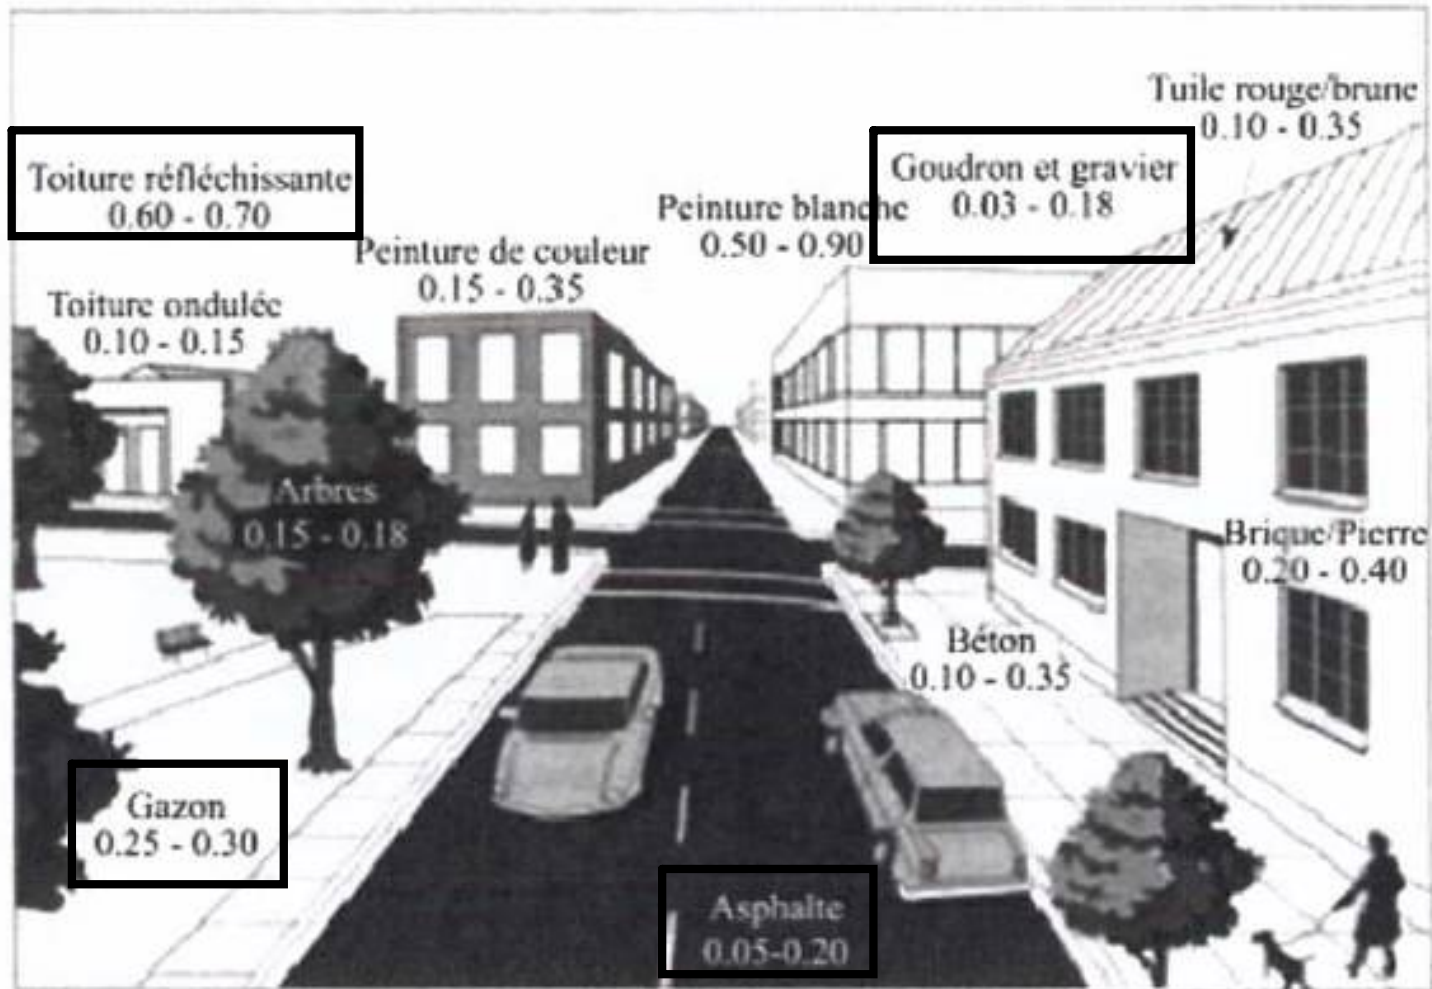 Tuile rouge/brune
0.10 - 0.35
Toiture réfléchissante
0.60 - 0.70
Goudron et gravier
0.03 - 0.18
Peinture blanche
0.50 - 0.90
Peinture de couleur
0.15 - 0.35
Toiture ondulée
0.10 - 0.15
Arbres
0.15 - 0.18
Brique/Pierre
0.20 - 0.40
Béton
0.10 - 0.35
Gazon
0.25 - 0.30
Asphalte
0.05-0.20